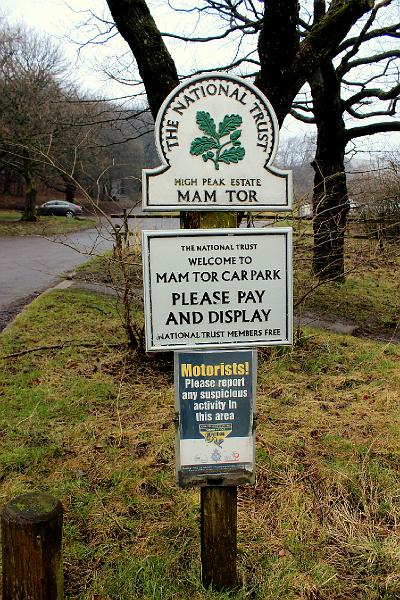 THE NATIONAL TRUST
HIGH PEAK ESTATE
MAM TOR
THE NATIONAL TRUST
WELCOME TO
MAM TOR CAR PARK
PLEASE PAY
AND DISPLAY
NATIONAL TRUST MEMBERS FREE
Motorists!
Please report
any suspicious
activity in
this area